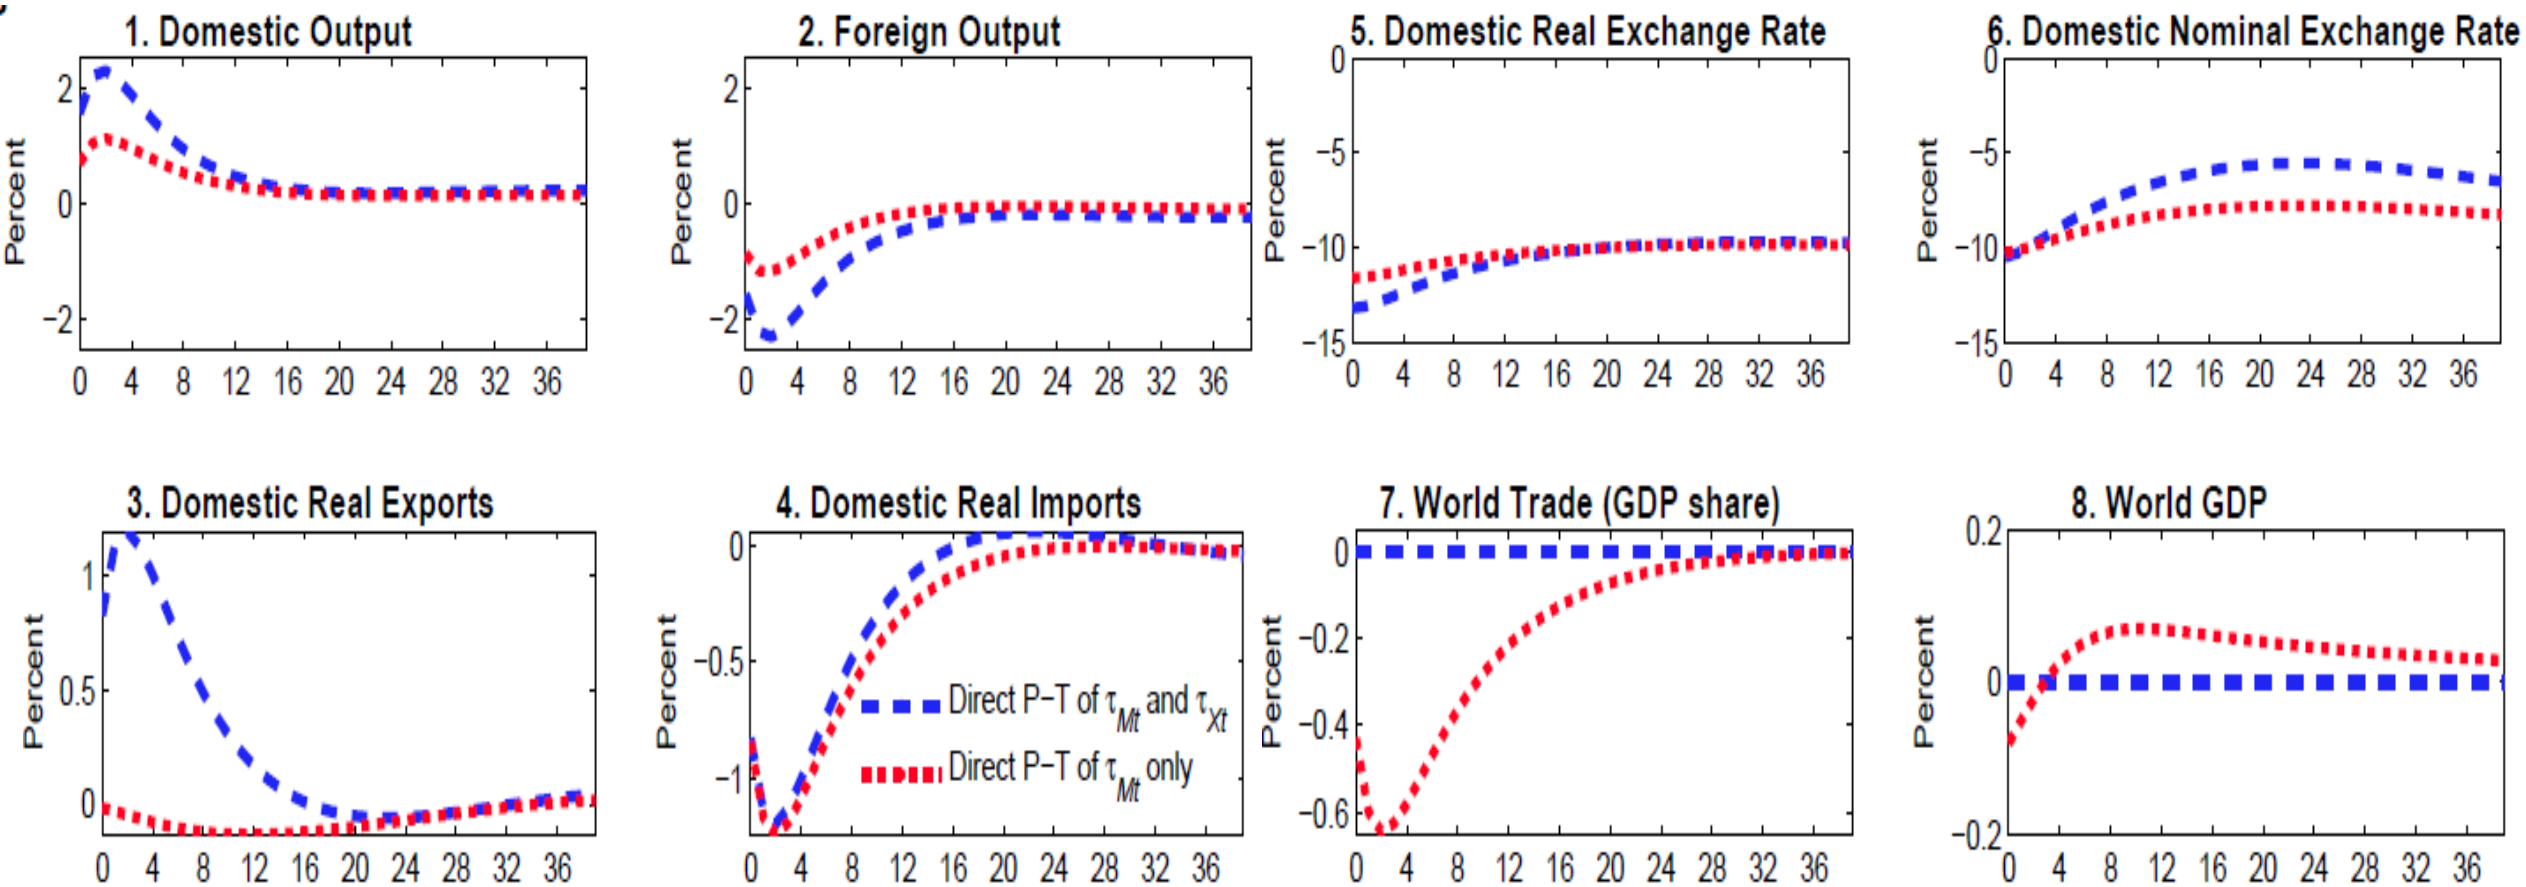 1. Domestic Output
Percent
2
0
−2
0 4 8 12 16 20 24 28 32 36
2. Foreign Output
Percent
2
0
−2
0 4 8 12 16 20 24 28 32 36
5. Domestic Real Exchange Rate
Percent
0
−5
−10
−15
0 4 8 12 16 20 24 28 32 36
6. Domestic Nominal Exchange Rate
Percent
0
−5
−10
−15
0 4 8 12 16 20 24 28 32 36
3. Domestic Real Exports
Percent
1
0.5
0
0 4 8 12 16 20 24 28 32 36
4. Domestic Real Imports
Percent
0
−0.5
−1
Direct P−T of τMt and τXt
Direct P−T of τMt only
0 4 8 12 16 20 24 28 32 36
7. World Trade (GDP share)
Percent
0
−0.2
−0.4
−0.6
0 4 8 12 16 20 24 28 32 36
8. World GDP
Percent
0.2
0
−0.2
0 4 8 12 16 20 24 28 32 36